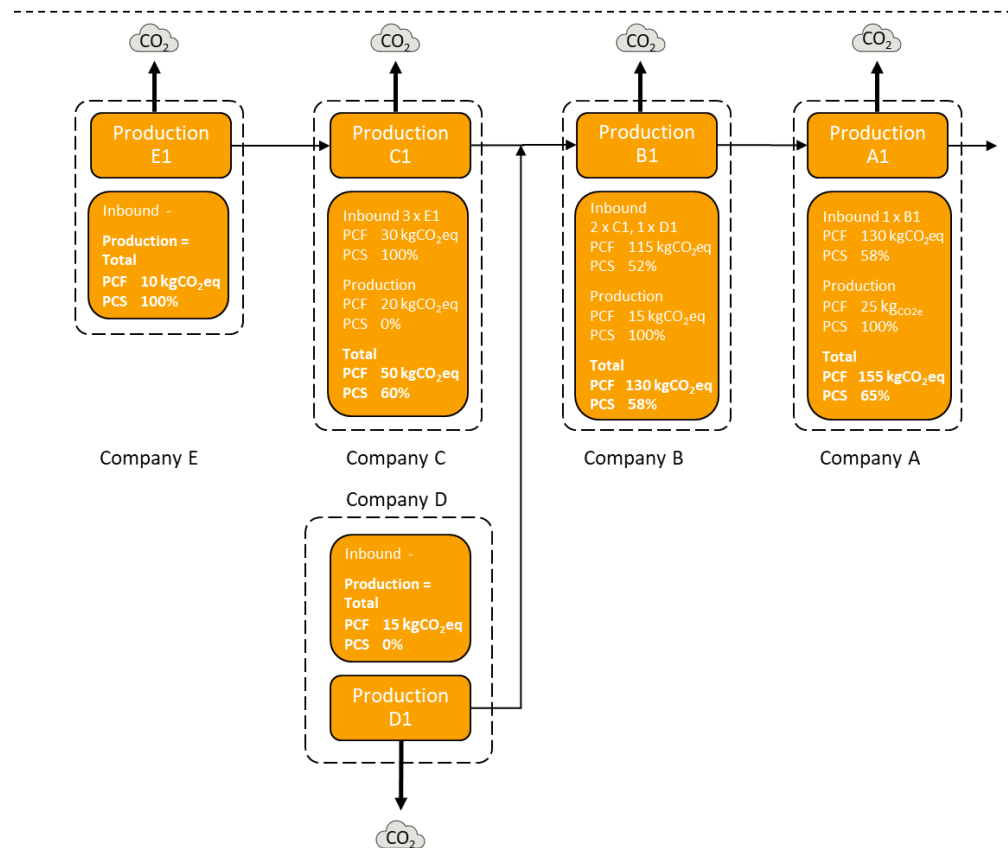 CO₂
CO₂
CO₂
CO₂
Production
E1
Inbound -
Production =
Total
PCF 10 kgCO₂eq
PCS 100%
Company E
Production
C1
Inbound 3 x E1
PCF 30 kgCO₂eq
PCS 100%
Production
PCF 20 kgCO₂eq
PCS 0%
Total
PCF 50 kgCO₂eq
PCS 60%
Company C
Production
B1
Inbound
2 x C1, 1 x D1
PCF 115 kgCO₂eq
PCS 52%
Production
PCF 15 kgCO₂eq
PCS 100%
Total
PCF 130 kgCO₂eq
PCS 58%
Company B
Production
A1
Inbound 1 x B1
PCF 130 kgCO₂eq
PCS 58%
Production
PCF 25 kgCO2e
PCS 100%
Total
PCF 155 kgCO₂eq
PCS 65%
Company A
Company D
Inbound -
Production =
Total
PCF 15 kgCO₂eq
PCS 0%
Production
D1
CO₂